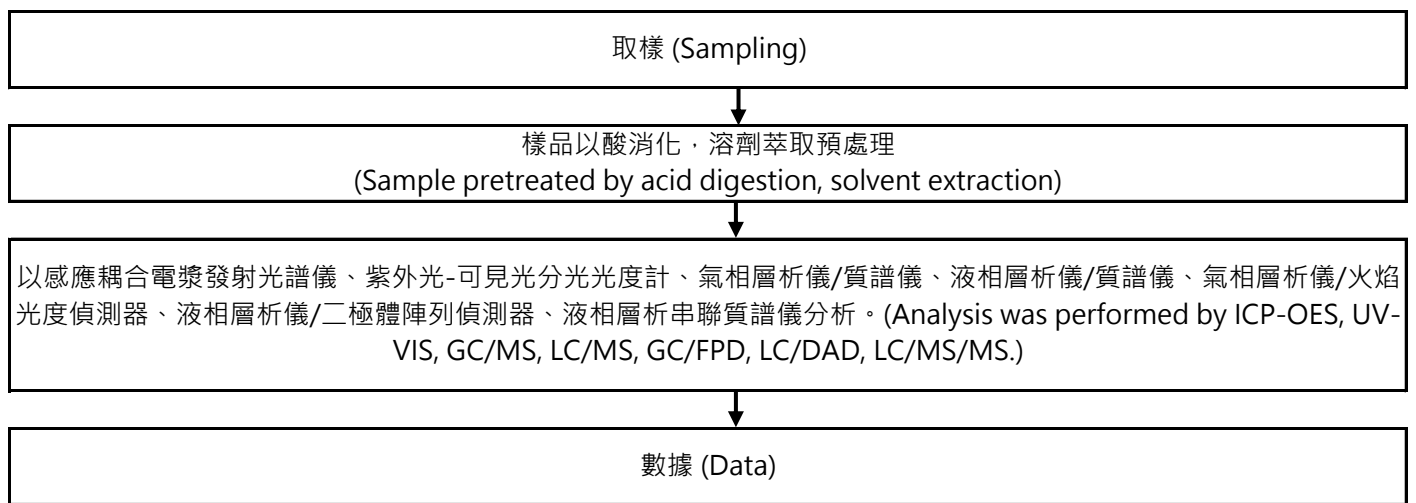 取樣 (Sampling)
樣品以酸消化，溶劑萃取預處理
(Sample pretreated by acid digestion, solvent extraction)
以感應耦合電漿發射光譜儀、紫外光-可見光分光光度計、氣相層析儀/質譜儀、液相層析儀/質譜儀、氣相層析儀/火焰
光度偵測器、液相層析儀/二極體陣列偵測器、液相層析串聯質譜儀分析。(Analysis was performed by ICP-OES, UV-
VIS, GC/MS, LC/MS, GC/FPD, LC/DAD, LC/MS/MS.)
數據 (Data)